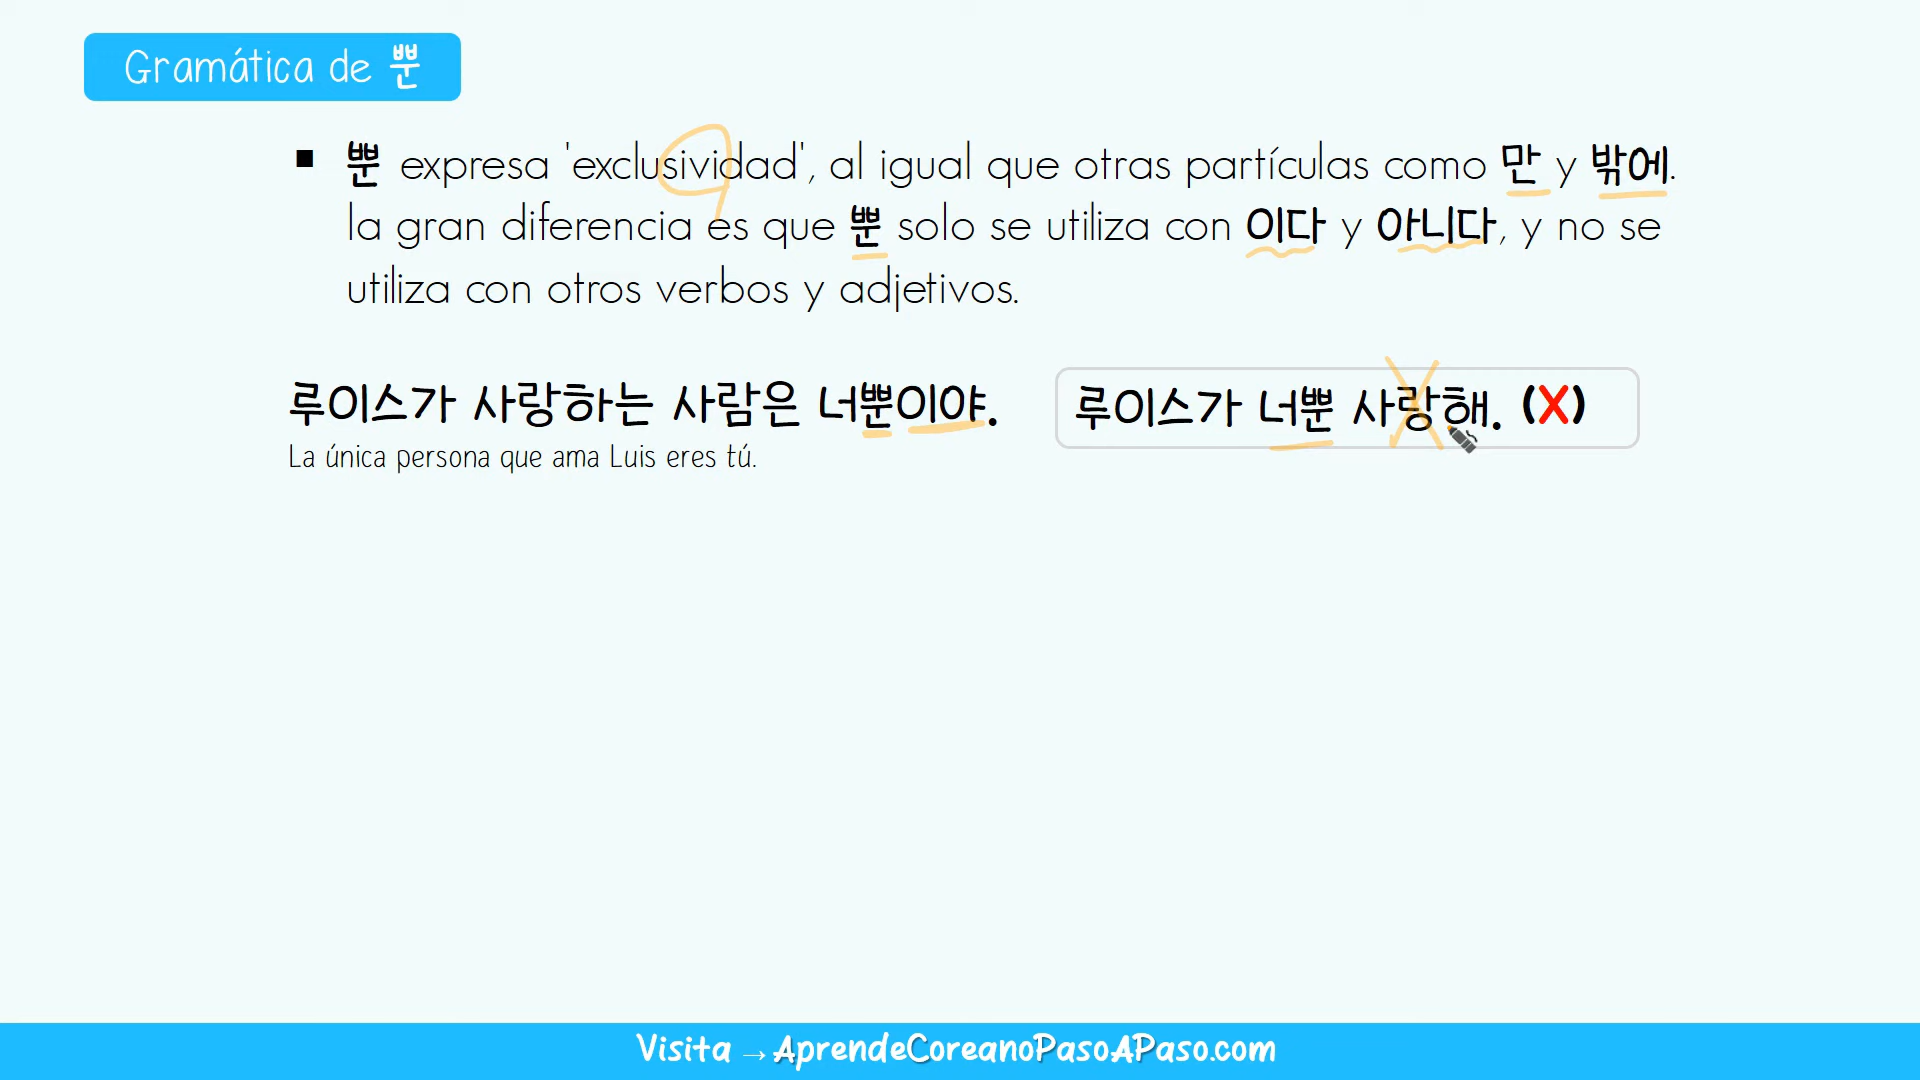 Gramática de 뿐
▪ 뿐 expresa 'exclusividad', al igual que otras partículas como 만 y 밖에.
la gran diferencia es que 뿐 solo se utiliza con 이다 y 아니다, y no se
utiliza con otros verbos y adjetivos.
루이스가 사랑하는 사람은 너뿐이야.
La única persona que ama Luis eres tú.
루이스가 너뿐 사랑해. (X)
Visita →AprendeCoreanoPasoAPaso.com